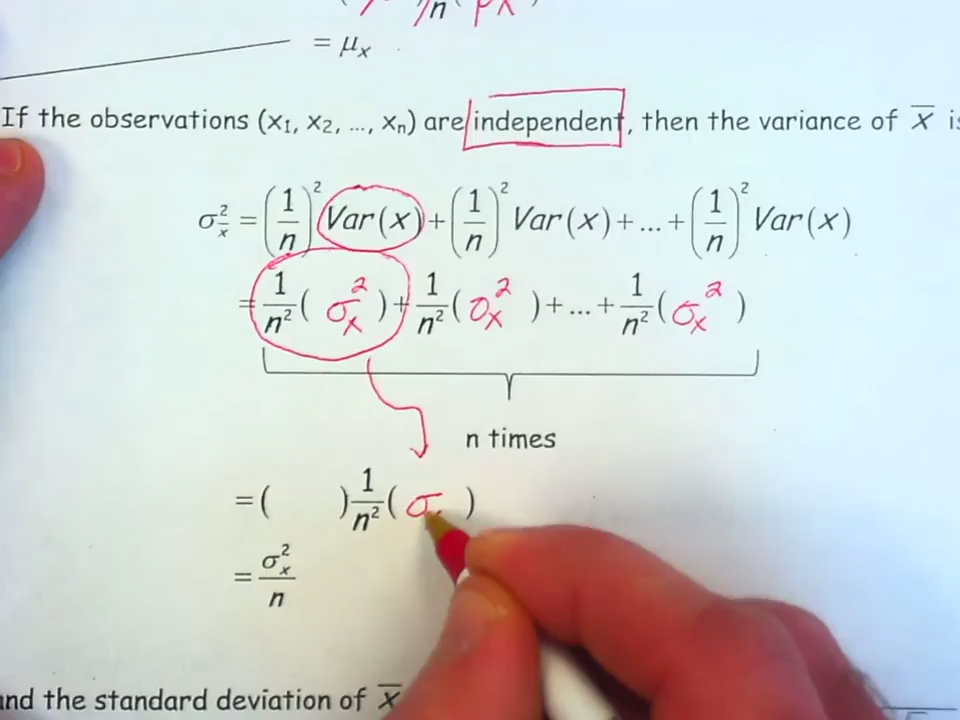 /n ( μx
= μx
If the observations (x₁, x₂, ..., xₙ) are independent, then the variance of x̄ is
σ²x̄ = (1/n)² Var(x) + (1/n)² Var(x) + ... + (1/n)² Var(x)
= 1/n² ( σx² ) + 1/n² ( σx² ) + ... + 1/n² ( σx² )
n times
= (   ) 1/n² ( σ   )
= σx²/n
and the standard deviation of x̄